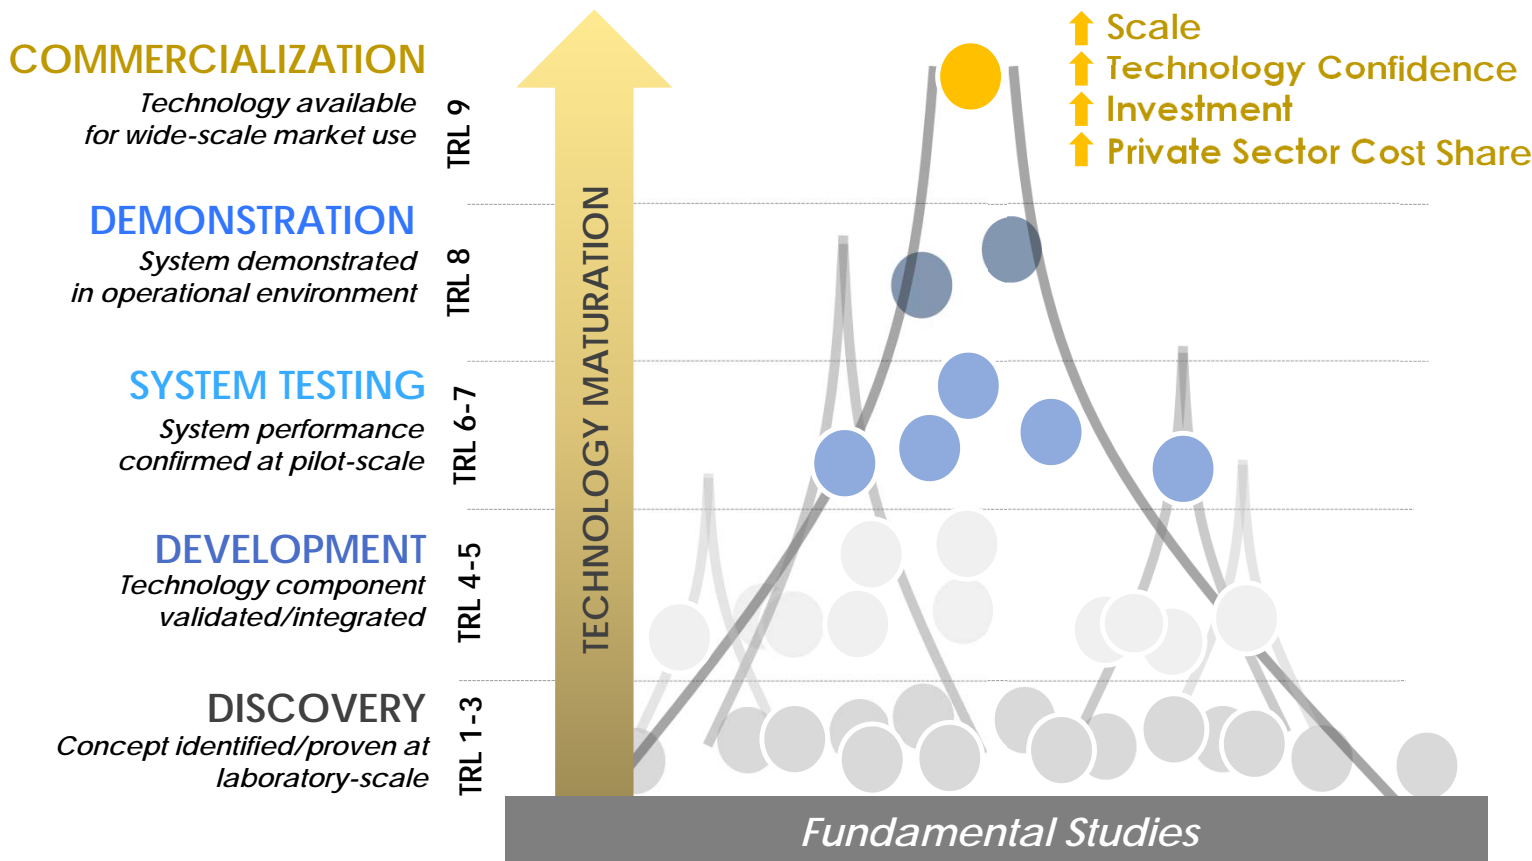 COMMERCIALIZATION
Technology available
for wide-scale market use
TRL 9
DEMONSTRATION
System demonstrated
in operational environment
TRL 8
SYSTEM TESTING
System performance
confirmed at pilot-scale
TRL 6-7
DEVELOPMENT
Technology component
validated/integrated
TRL 4-5
DISCOVERY
Concept identified/proven at
laboratory-scale
TRL 1-3
TECHNOLOGY MATURATION
Scale
Technology Confidence
Investment
Private Sector Cost Share
Fundamental Studies